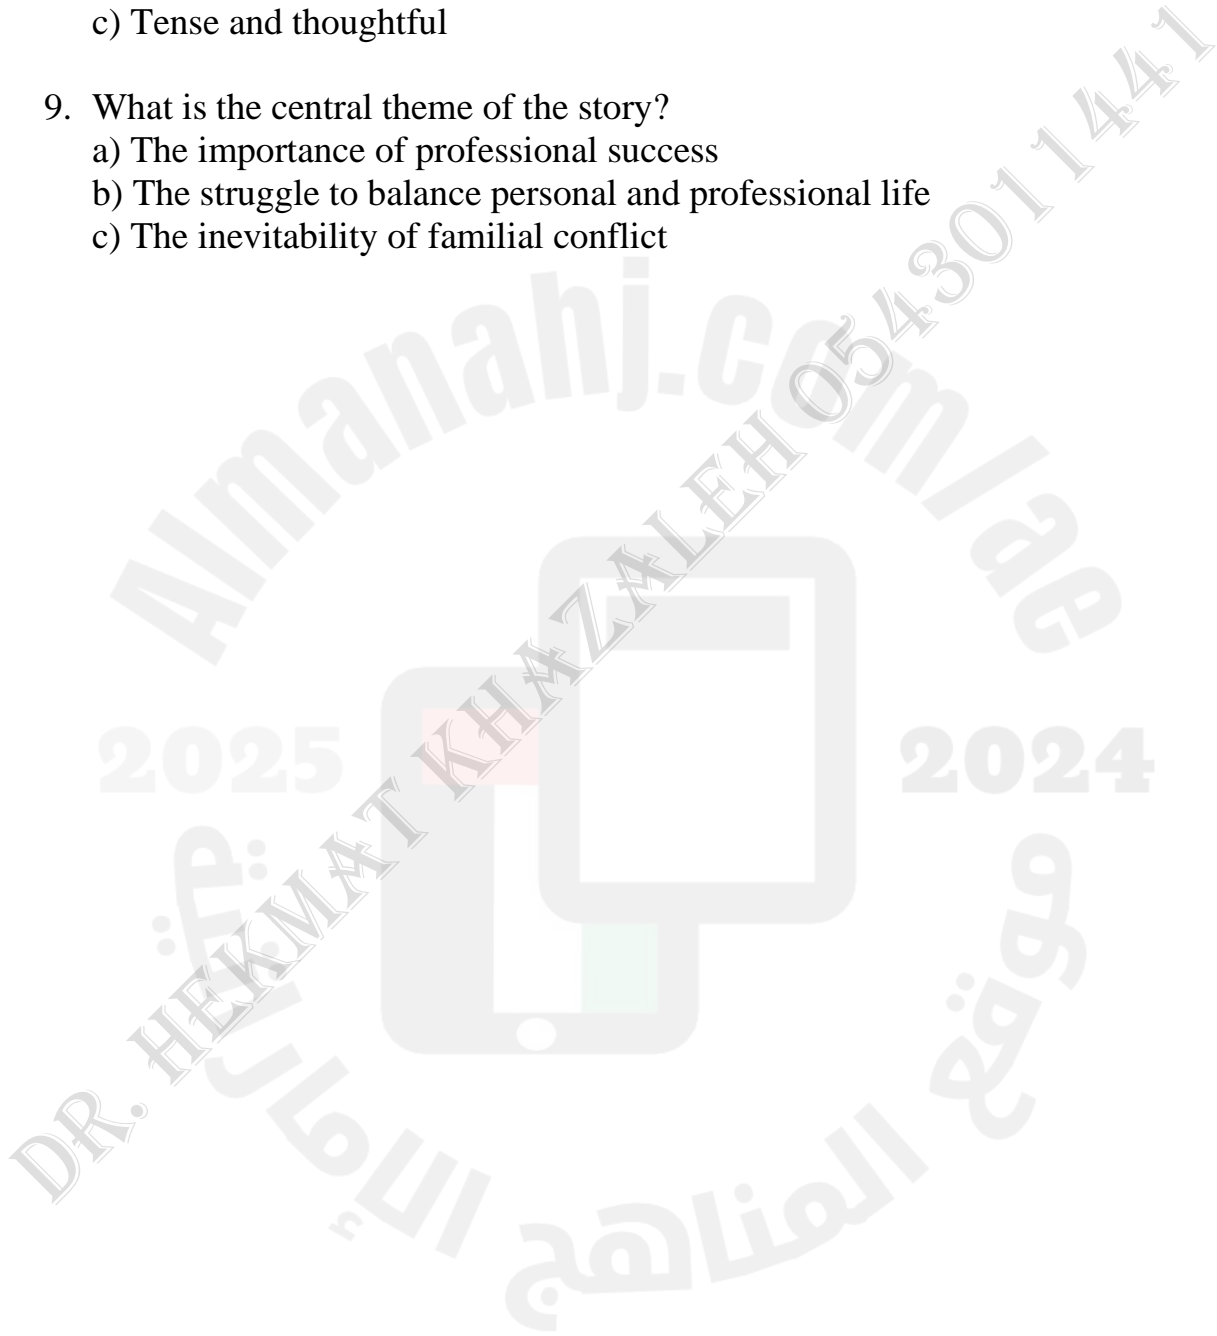 c) Tense and thoughtful
9. What is the central theme of the story?
a) The importance of professional success
b) The struggle to balance personal and professional life
c) The inevitability of familial conflict
Almanahj.com/ae
DR. HEKMAT KHAZALEH 0543011441
2025
2024
موقع المناهج الإماراتية